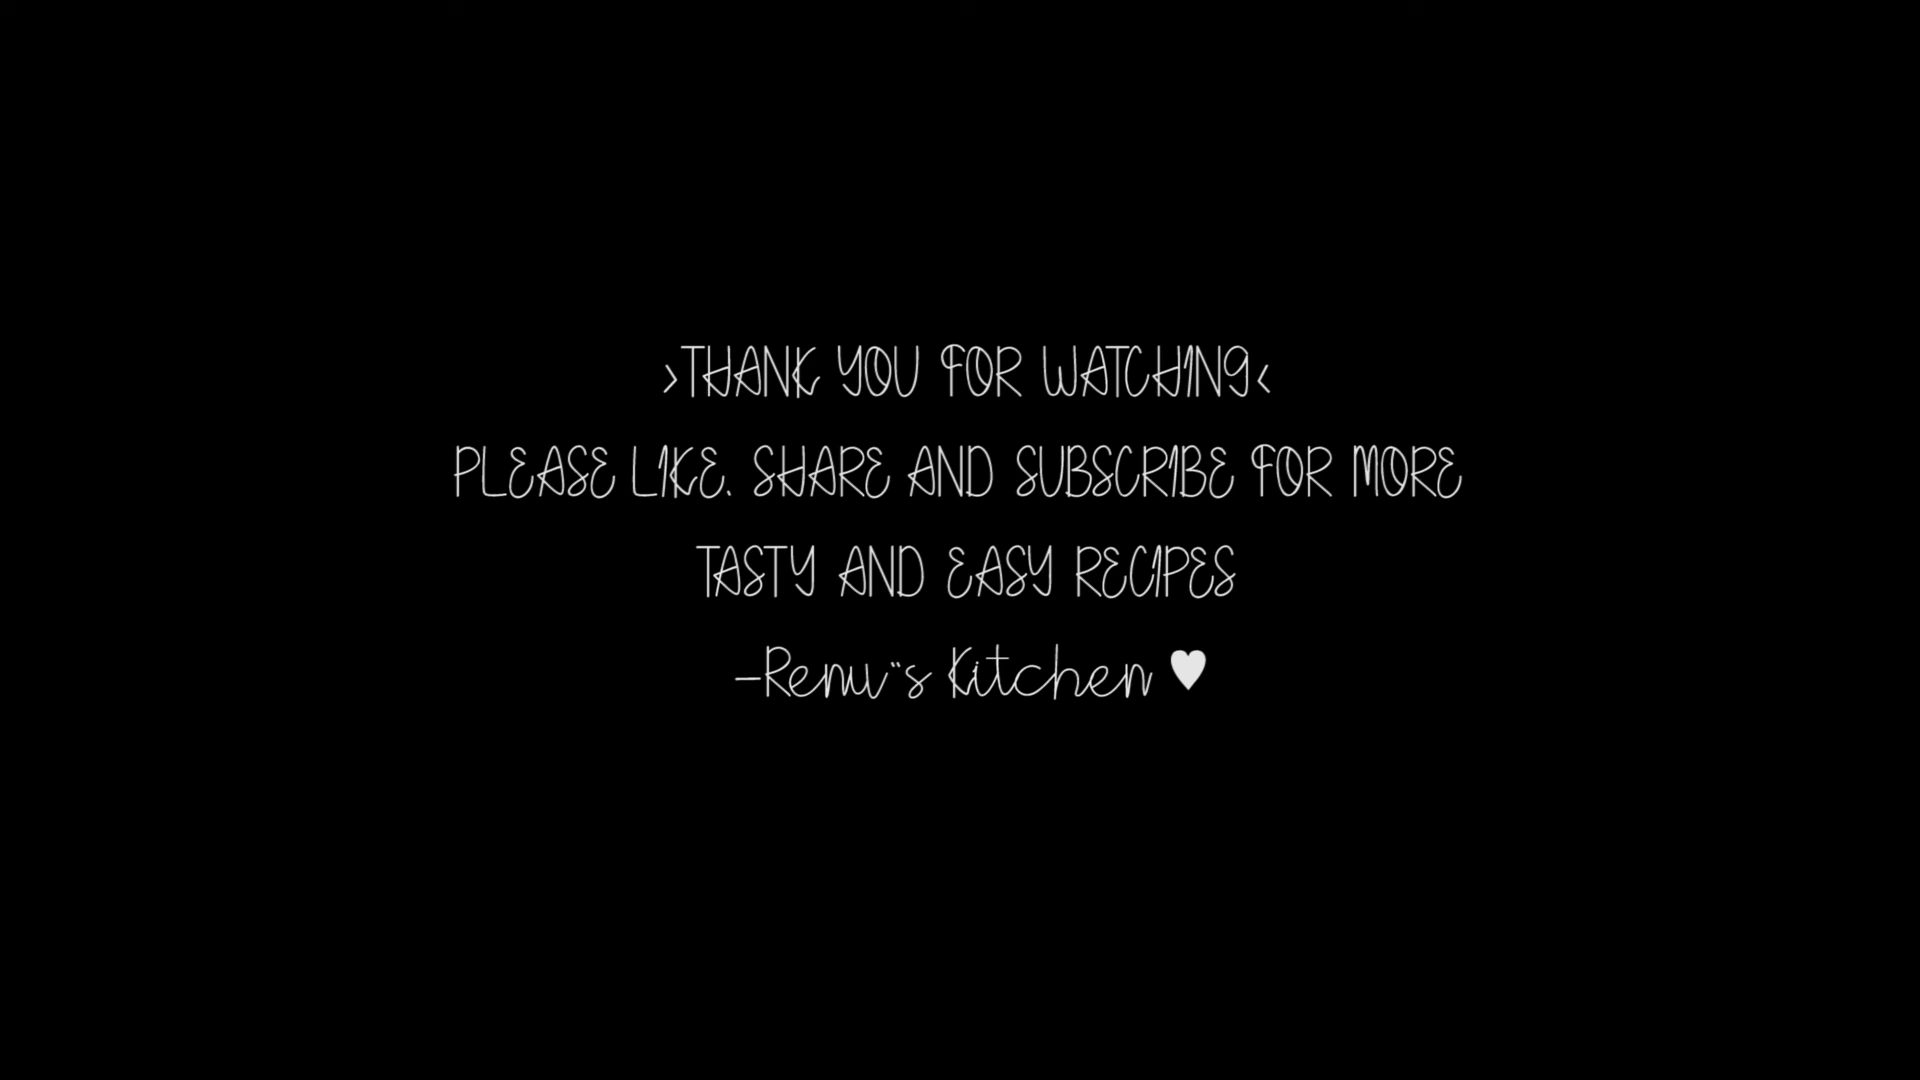 >THANK YOU FOR WATCHING<
PLEASE LIKE. SHARE AND SUBSCRIBE FOR MORE
TASTY AND EASY RECIPES
-Renu"s Kitchen ♥